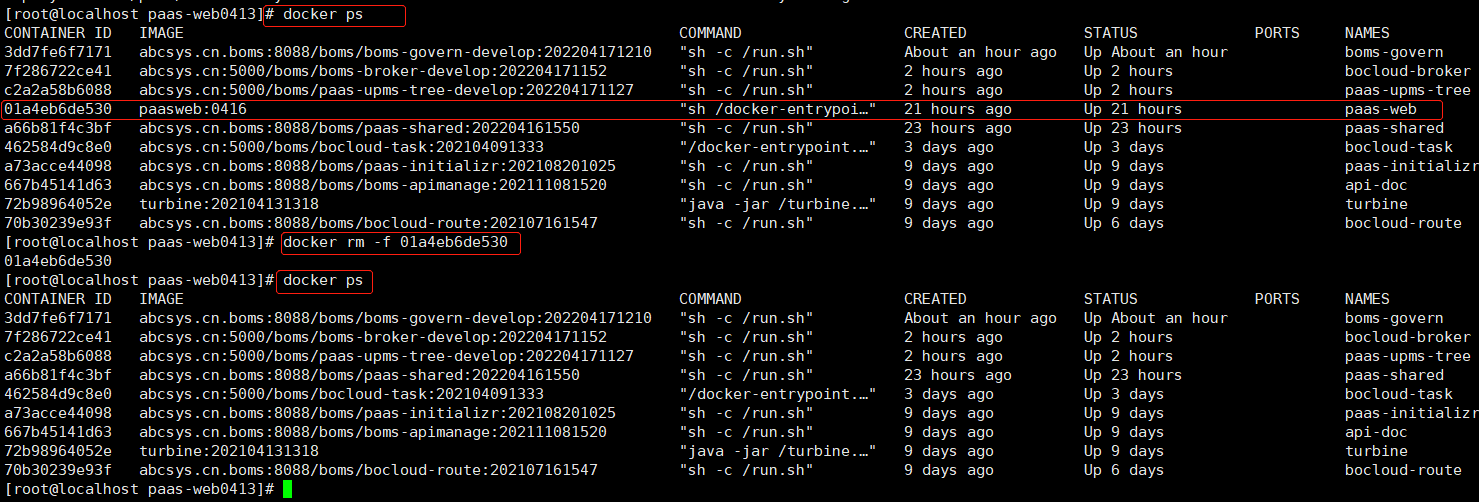 [root@localhost paas-web0413]# docker ps
CONTAINER ID   IMAGE                                                       COMMAND                  CREATED             STATUS             PORTS     NAMES
3dd7fe6f7171   abcsys.cn.boms:8088/boms/boms-govern-develop:202204171210   "sh -c /run.sh"          About an hour ago   Up About an hour             boms-govern
7f286722ce41   abcsys.cn:5000/boms/boms-broker-develop:202204171152        "sh -c /run.sh"          2 hours ago         Up 2 hours                   bocloud-broker
c2a2a58b6088   abcsys.cn:5000/boms/paas-upms-tree-develop:202204171127     "sh -c /run.sh"          2 hours ago         Up 2 hours                   paas-upms-tree
01a4eb6de530   paasweb:0416                                                "sh /docker-entrypoi…"   21 hours ago        Up 21 hours                  paas-web
a66b81f4c3bf   abcsys.cn.boms:8088/boms/paas-shared:202204161550           "sh -c /run.sh"          23 hours ago        Up 23 hours                  paas-shared
462584d9c8e0   abcsys.cn:5000/boms/bocloud-task:202104091333               "/docker-entrypoint.…"   3 days ago          Up 3 days                    bocloud-task
a73acce44098   abcsys.cn.boms:8088/boms/paas-initializr:202108201025       "sh -c /run.sh"          9 days ago          Up 9 days                    paas-initializr
667b45141d63   abcsys.cn.boms:8088/boms/boms-apimanage:202111081520        "sh -c /run.sh"          9 days ago          Up 9 days                    api-doc
72b98964052e   turbine:202104131318                                        "java -jar /turbine.…"   9 days ago          Up 9 days                    turbine
70b30239e93f   abcsys.cn.boms:8088/boms/bocloud-route:202107161547         "sh -c /run.sh"          9 days ago          Up 6 days                    bocloud-route
[root@localhost paas-web0413]# docker rm -f 01a4eb6de530
01a4eb6de530
[root@localhost paas-web0413]# docker ps
CONTAINER ID   IMAGE                                                       COMMAND                  CREATED             STATUS             PORTS     NAMES
3dd7fe6f7171   abcsys.cn.boms:8088/boms/boms-govern-develop:202204171210   "sh -c /run.sh"          About an hour ago   Up About an hour             boms-govern
7f286722ce41   abcsys.cn:5000/boms/boms-broker-develop:202204171152        "sh -c /run.sh"          2 hours ago         Up 2 hours                   bocloud-broker
c2a2a58b6088   abcsys.cn:5000/boms/paas-upms-tree-develop:202204171127     "sh -c /run.sh"          2 hours ago         Up 2 hours                   paas-upms-tree
a66b81f4c3bf   abcsys.cn.boms:8088/boms/paas-shared:202204161550           "sh -c /run.sh"          23 hours ago        Up 23 hours                  paas-shared
462584d9c8e0   abcsys.cn:5000/boms/bocloud-task:202104091333               "/docker-entrypoint.…"   3 days ago          Up 3 days                    bocloud-task
a73acce44098   abcsys.cn.boms:8088/boms/paas-initializr:202108201025       "sh -c /run.sh"          9 days ago          Up 9 days                    paas-initializr
667b45141d63   abcsys.cn.boms:8088/boms/boms-apimanage:202111081520        "sh -c /run.sh"          9 days ago          Up 9 days                    api-doc
72b98964052e   turbine:202104131318                                        "java -jar /turbine.…"   9 days ago          Up 9 days                    turbine
70b30239e93f   abcsys.cn.boms:8088/boms/bocloud-route:202107161547         "sh -c /run.sh"          9 days ago          Up 6 days                    bocloud-route
[root@localhost paas-web0413]#